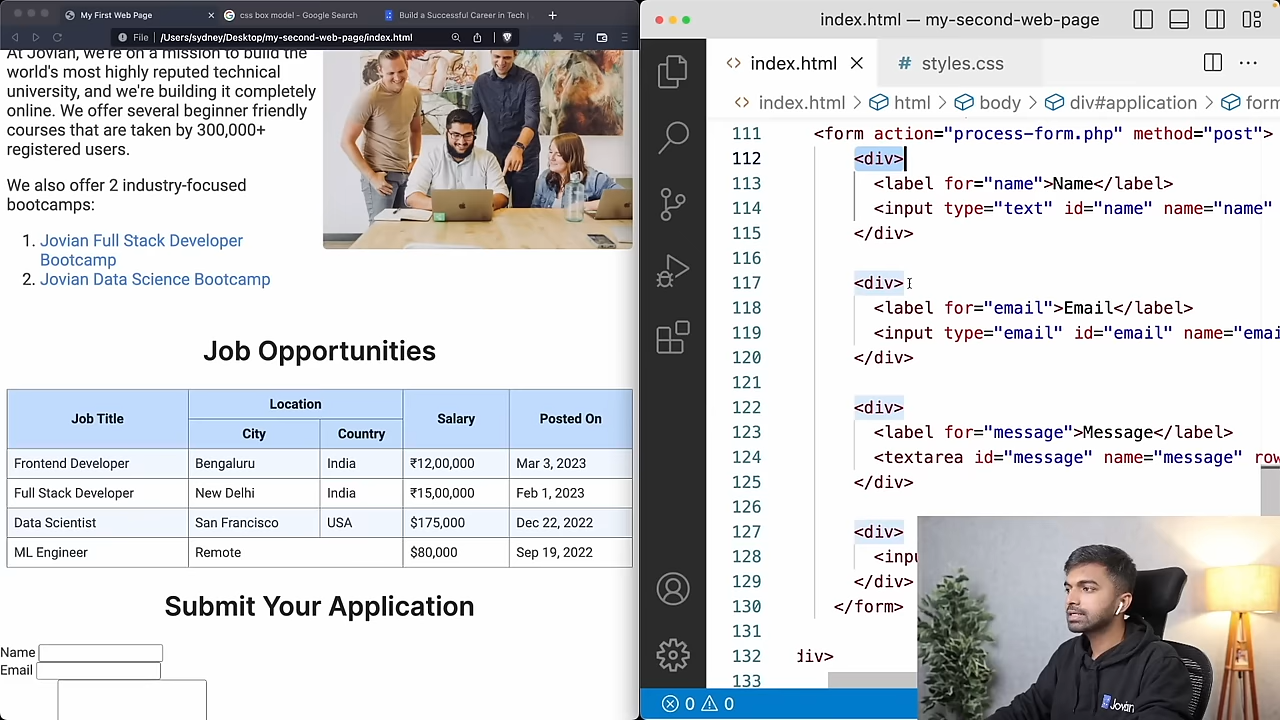 My First Web Page
css box model - Google Search
Build a Successful Career in Tech |
File /Users/sydney/Desktop/my-second-web-page/index.html
At Jovian, we're on a mission to build the
world's most highly reputed technical
university, and we're building it completely
online. We offer several beginner friendly
courses that are taken by 300,000+
registered users.
We also offer 2 industry-focused
bootcamps:
1. Jovian Full Stack Developer
Bootcamp
2. Jovian Data Science Bootcamp
Job Opportunities
Job Title Location Salary Posted On
City Country
Frontend Developer Bengaluru India ₹12,00,000 Mar 3, 2023
Full Stack Developer New Delhi India ₹15,00,000 Feb 1, 2023
Data Scientist San Francisco USA $175,000 Dec 22, 2022
ML Engineer Remote $80,000 Sep 19, 2022
Submit Your Application
Name
Email
index.html — my-second-web-page
<> index.html # styles.css
<> index.html > html > body > div#application > form
111 <form action="process-form.php" method="post">
112 <div>
113 <label for="name">Name</label>
114 <input type="text" id="name" name="name"
115 </div>
116
117 <div>
118 <label for="email">Email</label>
119 <input type="email" id="email" name="emai
120 </div>
121
122 <div>
123 <label for="message">Message</label>
124 <textarea id="message" name="message" row
125 </div>
126
127 <div>
128 <inpu
129 </div>
130 </form>
131
132 div>
133
0 0
Jovian